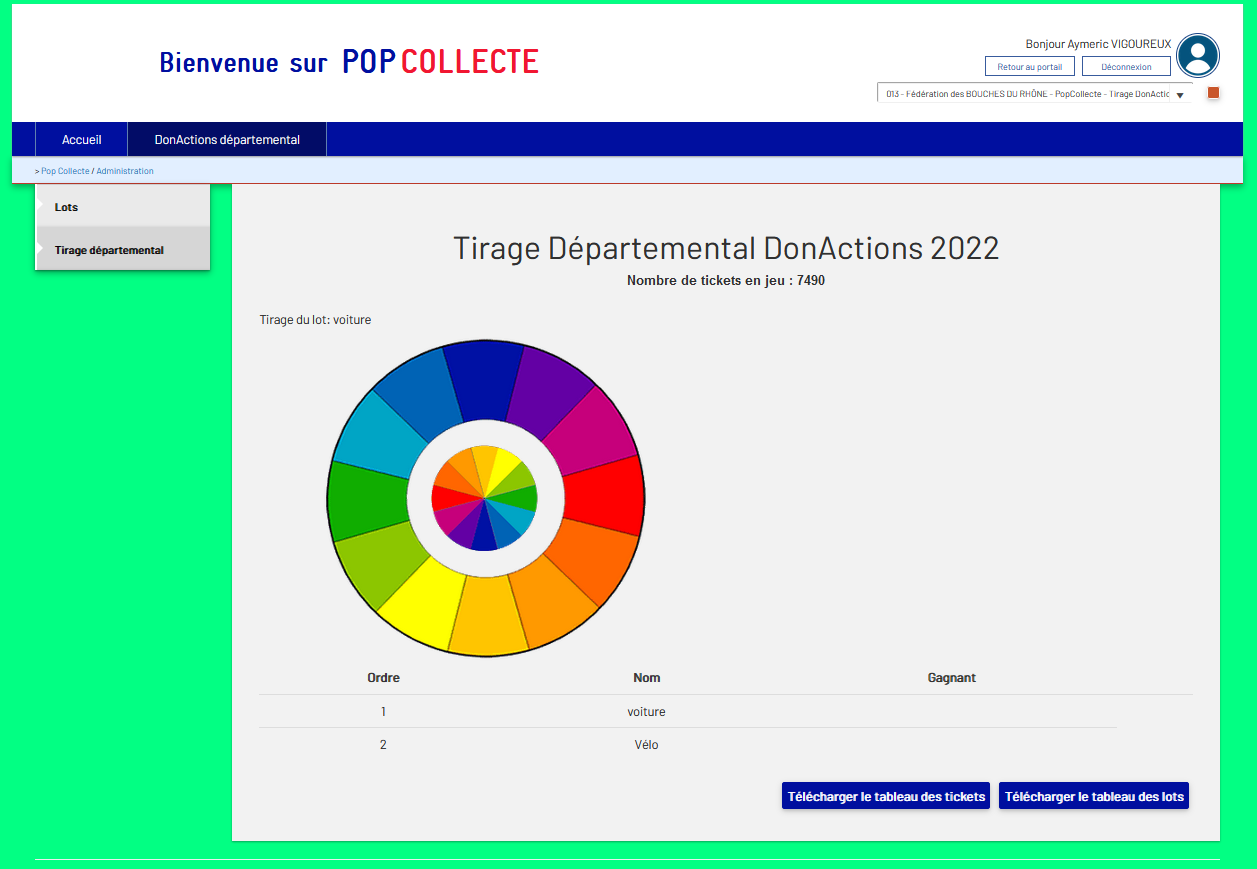 Bienvenue sur POP COLLECTE
Bonjour Aymeric VIGOUREUX
Retour au portail
Déconnexion
013 - Fédération des BOUCHES DU RHÔNE - PopCollecte - Tirage DonActic
Accueil
DonActions départemental
> Pop Collecte / Administration
Lots
Tirage départemental
Tirage Départemental DonActions 2022
Nombre de tickets en jeu : 7490
Tirage du lot: voiture
Ordre Nom Gagnant
1 voiture
2 Vélo
Télécharger le tableau des tickets
Télécharger le tableau des lots